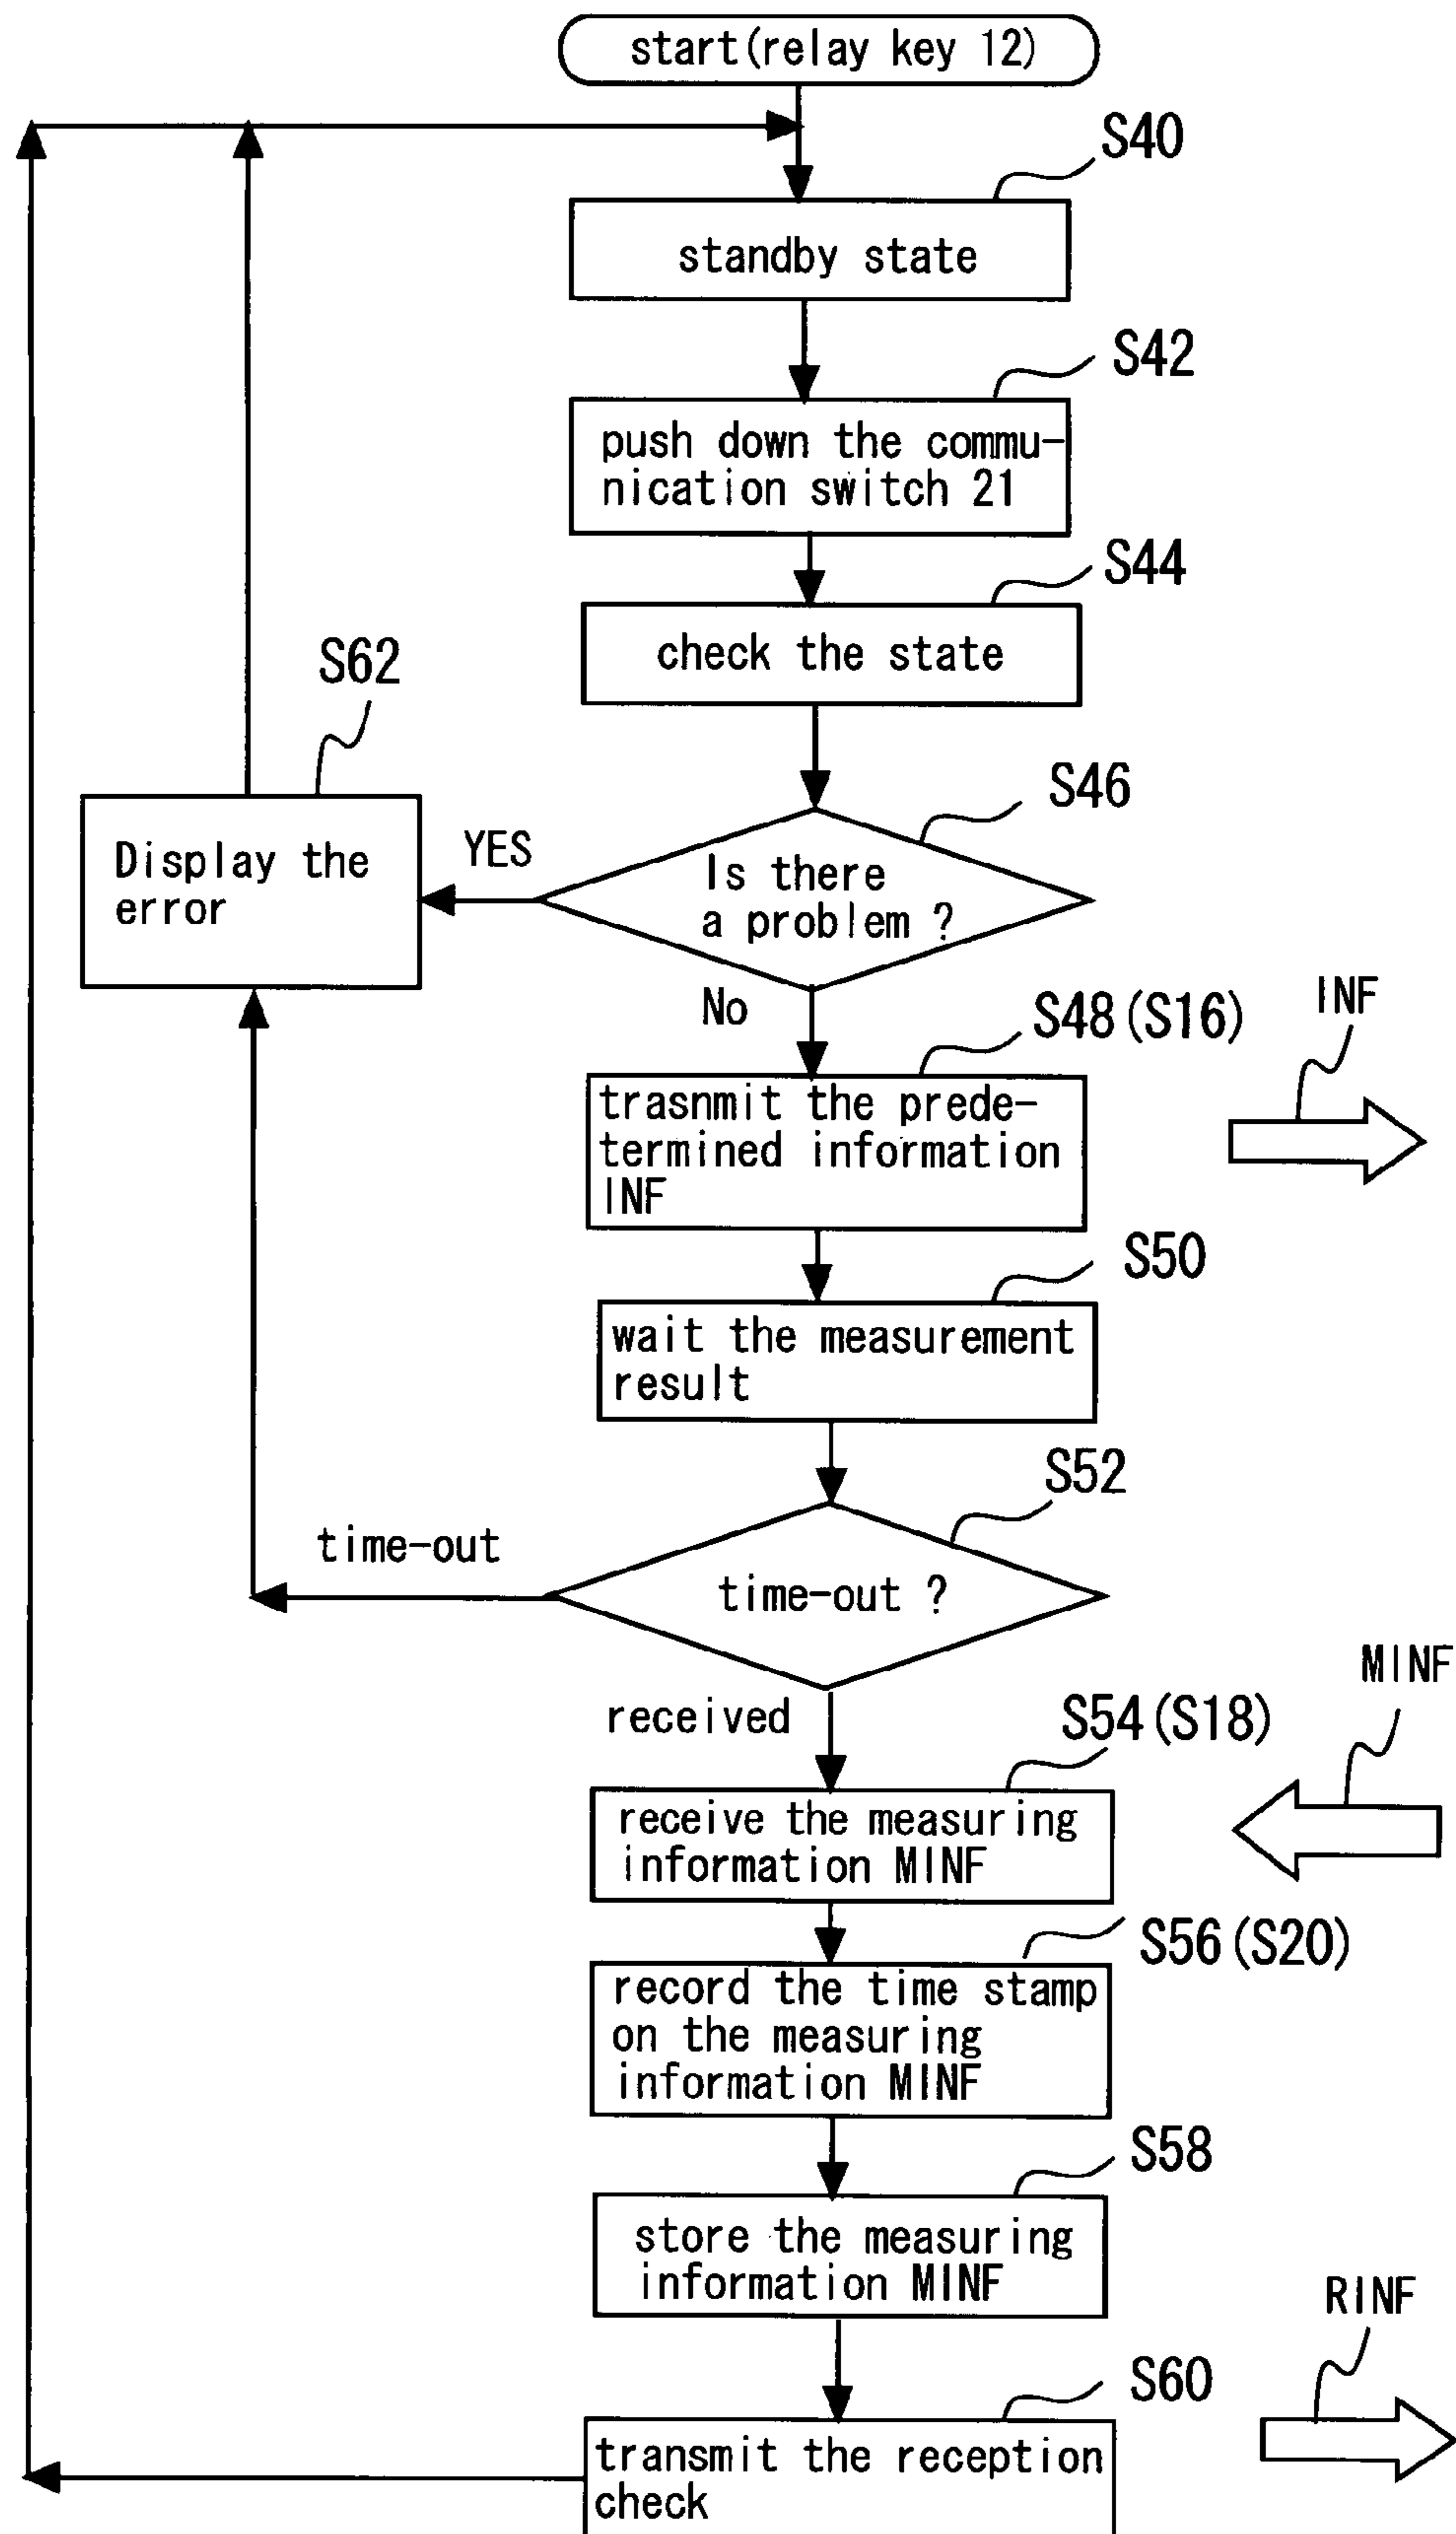 start(relay key 12)
S40
standby state
S42
push down the commu-
nication switch 21
S44
check the state
S62
S46
Display the
error
YES
Is there
a problem ?
No
S48(S16)
INF
trasnmit the prede-
termined information
INF
S50
wait the measurement
result
S52
time-out
time-out ?
MINF
received
S54(S18)
receive the measuring
information MINF
S56(S20)
record the time stamp
on the measuring
information MINF
S58
store the measuring
information MINF
RINF
S60
transmit the reception
check